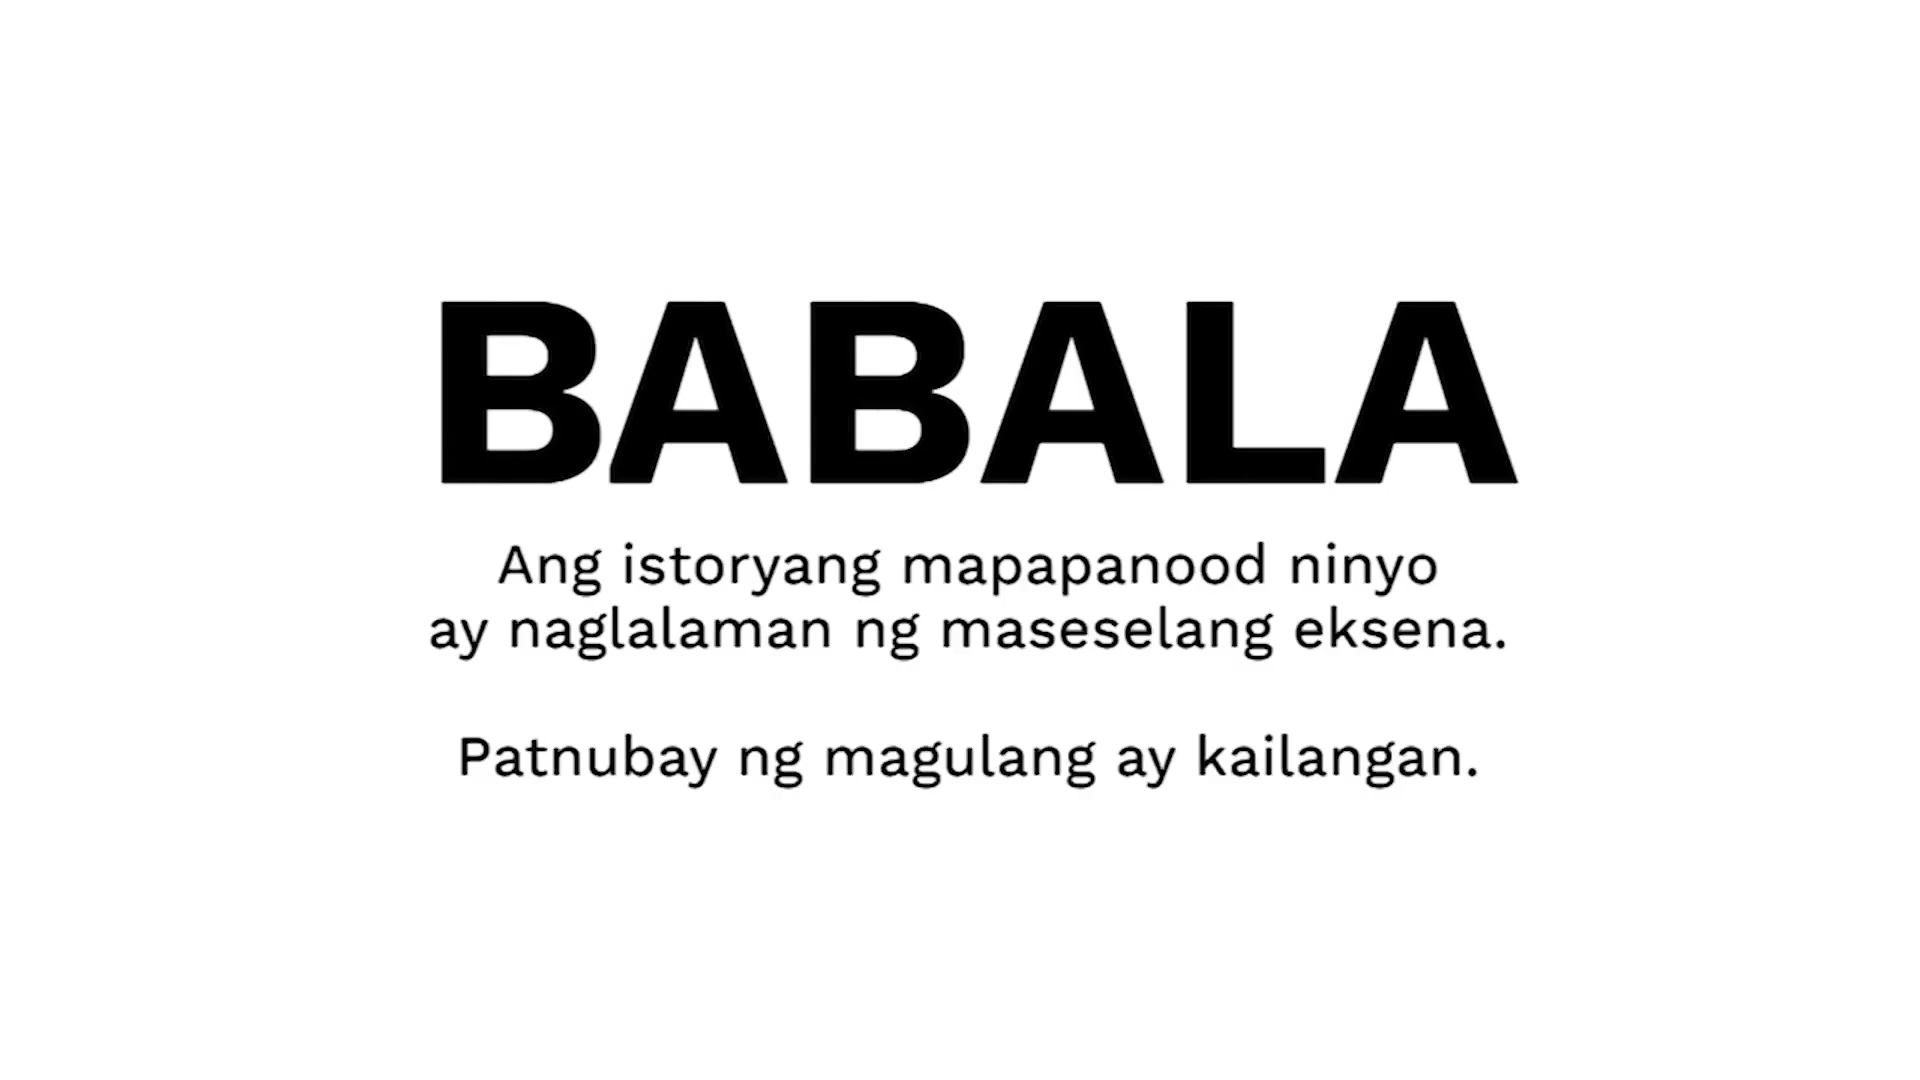 BABALA
Ang istoryang mapapanood ninyo
ay naglalaman ng maseselang eksena.
Patnubay ng magulang ay kailangan.